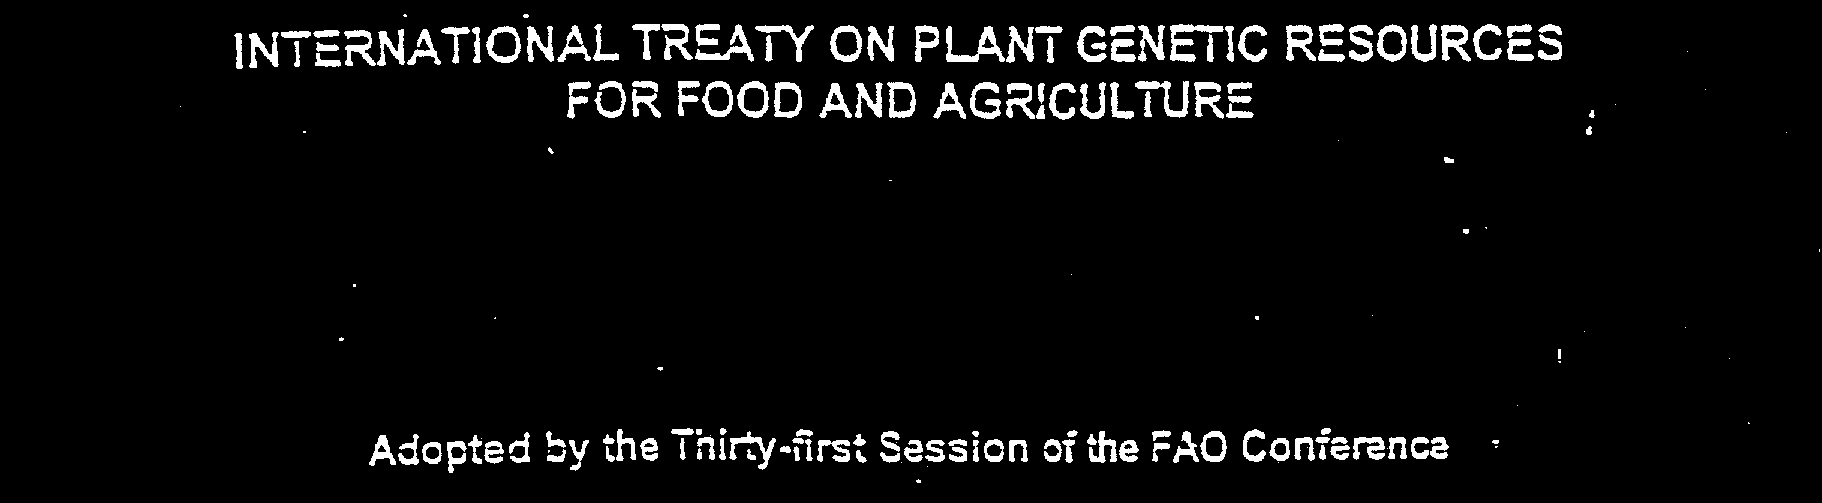 INTERNATIONAL TREATY ON PLANT GENETIC RESOURCES
FOR FOOD AND AGRICULTURE
Adopted by the Thirty-first Session of the FAO Conference